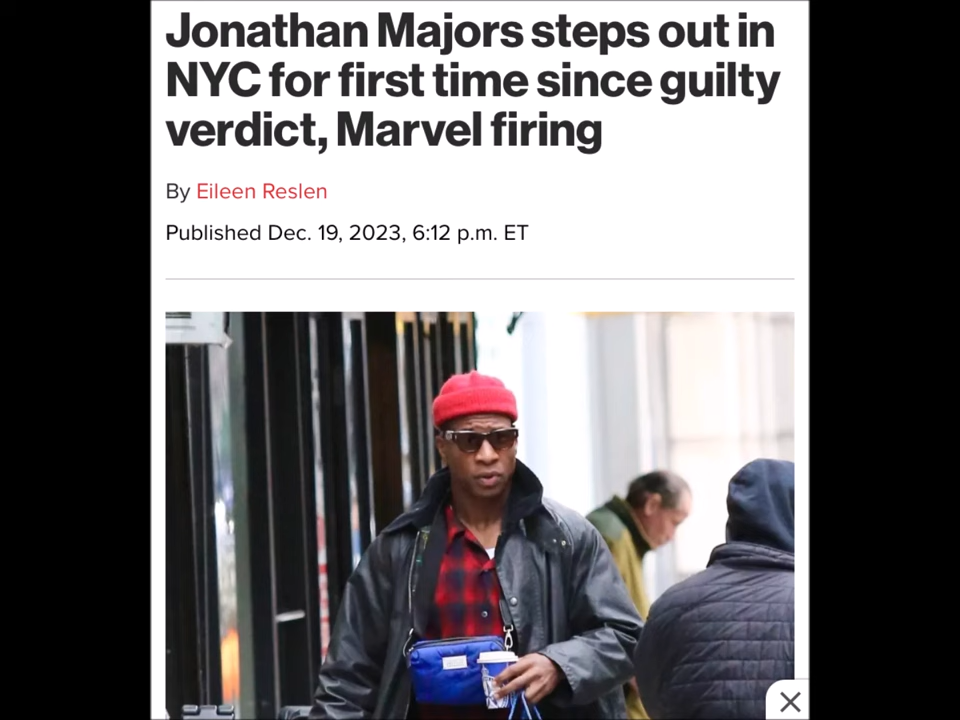 Jonathan Majors steps out in
NYC for first time since guilty
verdict, Marvel firing
By Eileen Reslen
Published Dec. 19, 2023, 6:12 p.m. ET